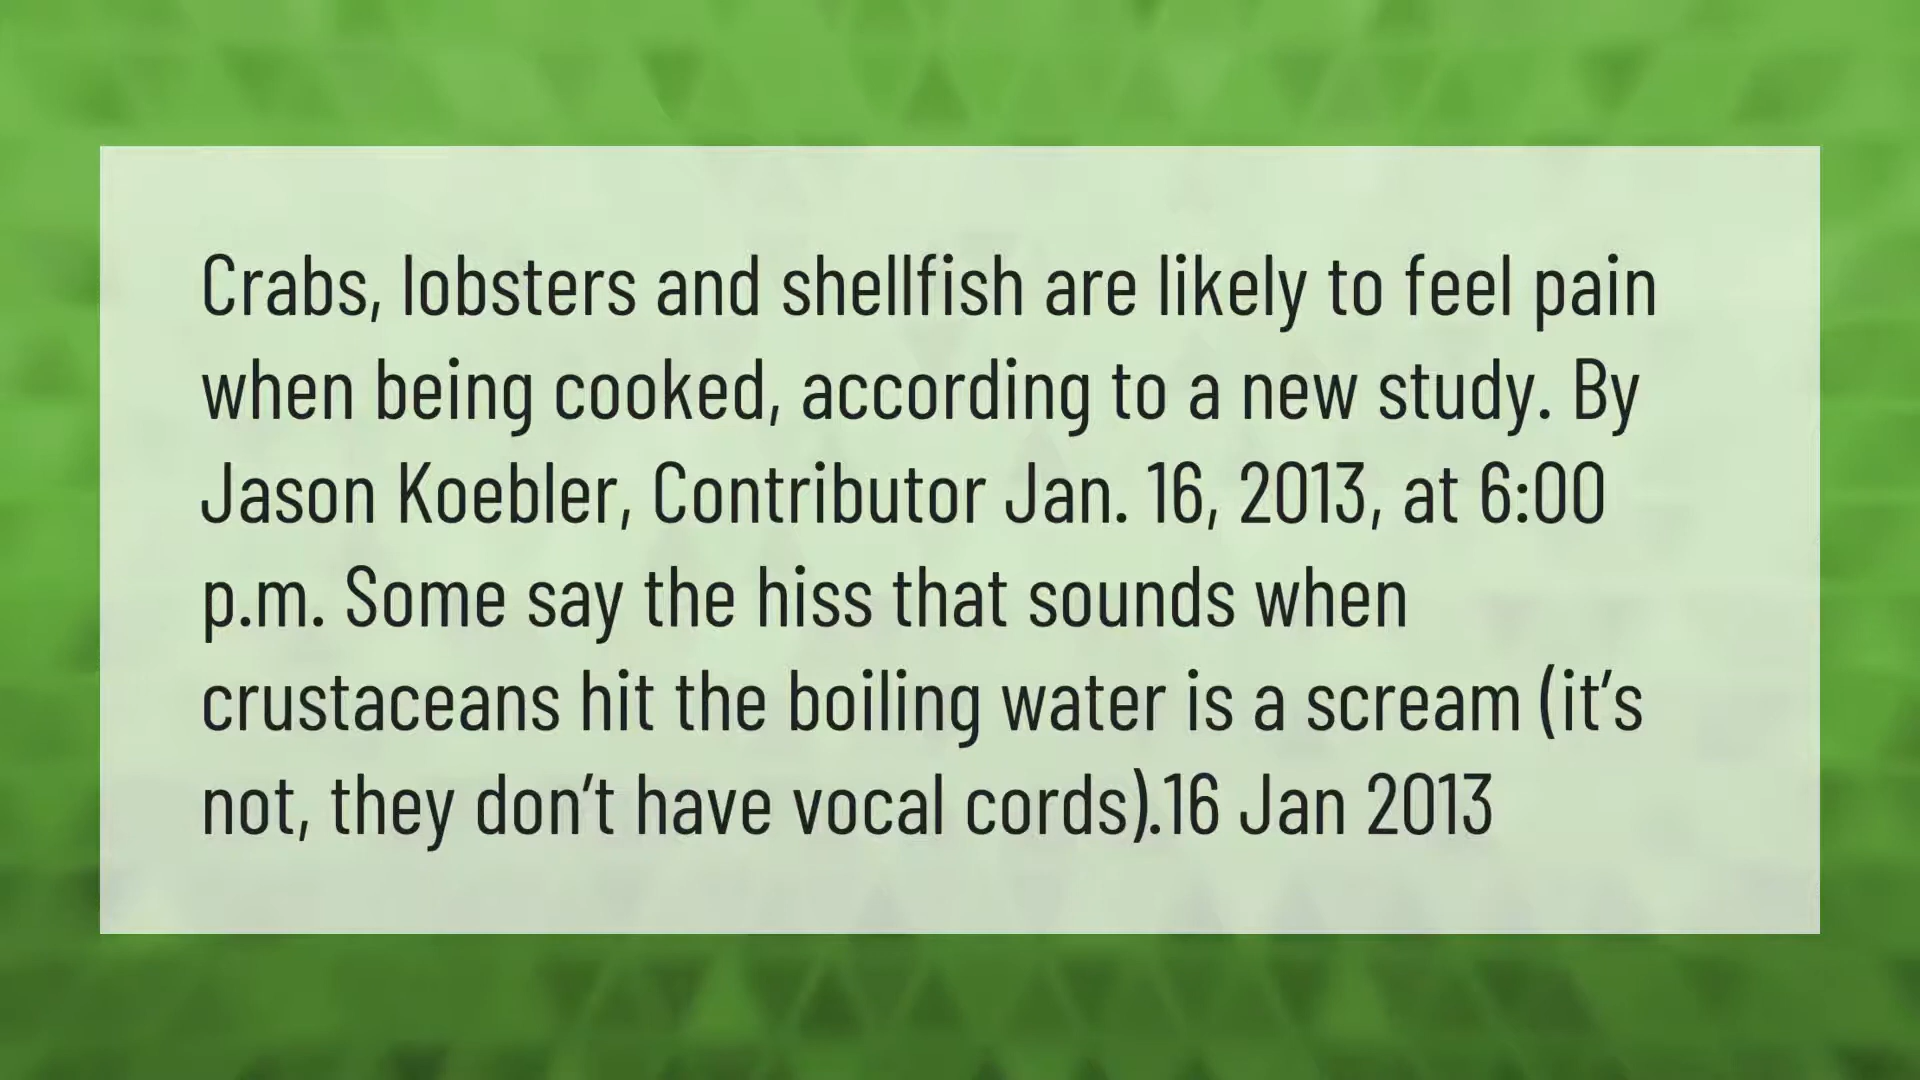 Crabs, lobsters and shellfish are likely to feel pain
when being cooked, according to a new study. By
Jason Koebler, Contributor Jan. 16, 2013, at 6:00
p.m. Some say the hiss that sounds when
crustaceans hit the boiling water is a scream (it’s
not, they don’t have vocal cords).16 Jan 2013